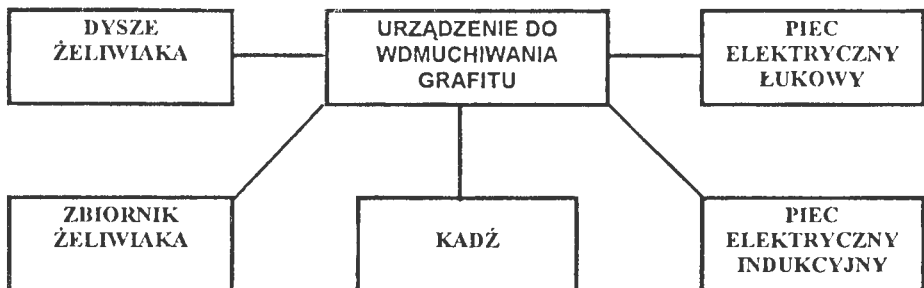 DYSZE
ŻELIWIAKA
URZĄDZENIE DO
WDMUCHIWANIA
GRAFITU
PIEC
ELEKTRYCZNY
ŁUKOWY
ZBIORNIK
ŻELIWIAKA
KADŹ
PIEC
ELEKTRYCZNY
INDUKCYJNY